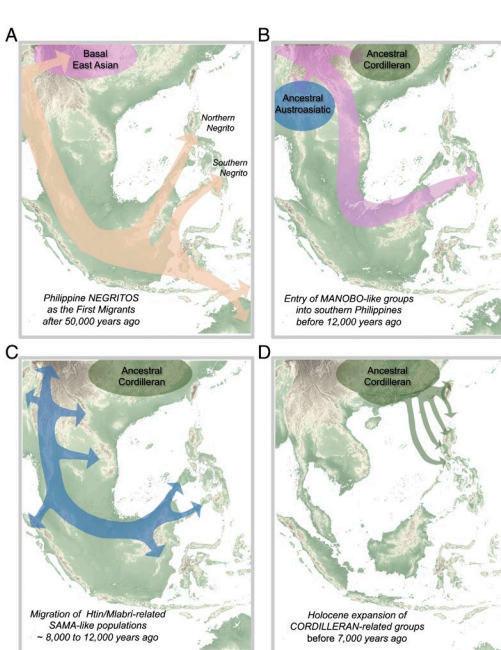 A
Basal
East Asian
Northern
Negrito
Southern
Negrito
Philippine NEGRITOS
as the First Migrants
after 50,000 years ago
B
Ancestral
Cordilleran
Ancestral
Austroasiatic
Entry of MANOBO-like groups
into southern Philippines
before 12,000 years ago
C
Ancestral
Cordilleran
Migration of Htin/Mlabri-related
SAMA-like populations
~ 8,000 to 12,000 years ago
D
Ancestral
Cordilleran
Holocene expansion of
CORDILLERAN-related groups
before 7,000 years ago